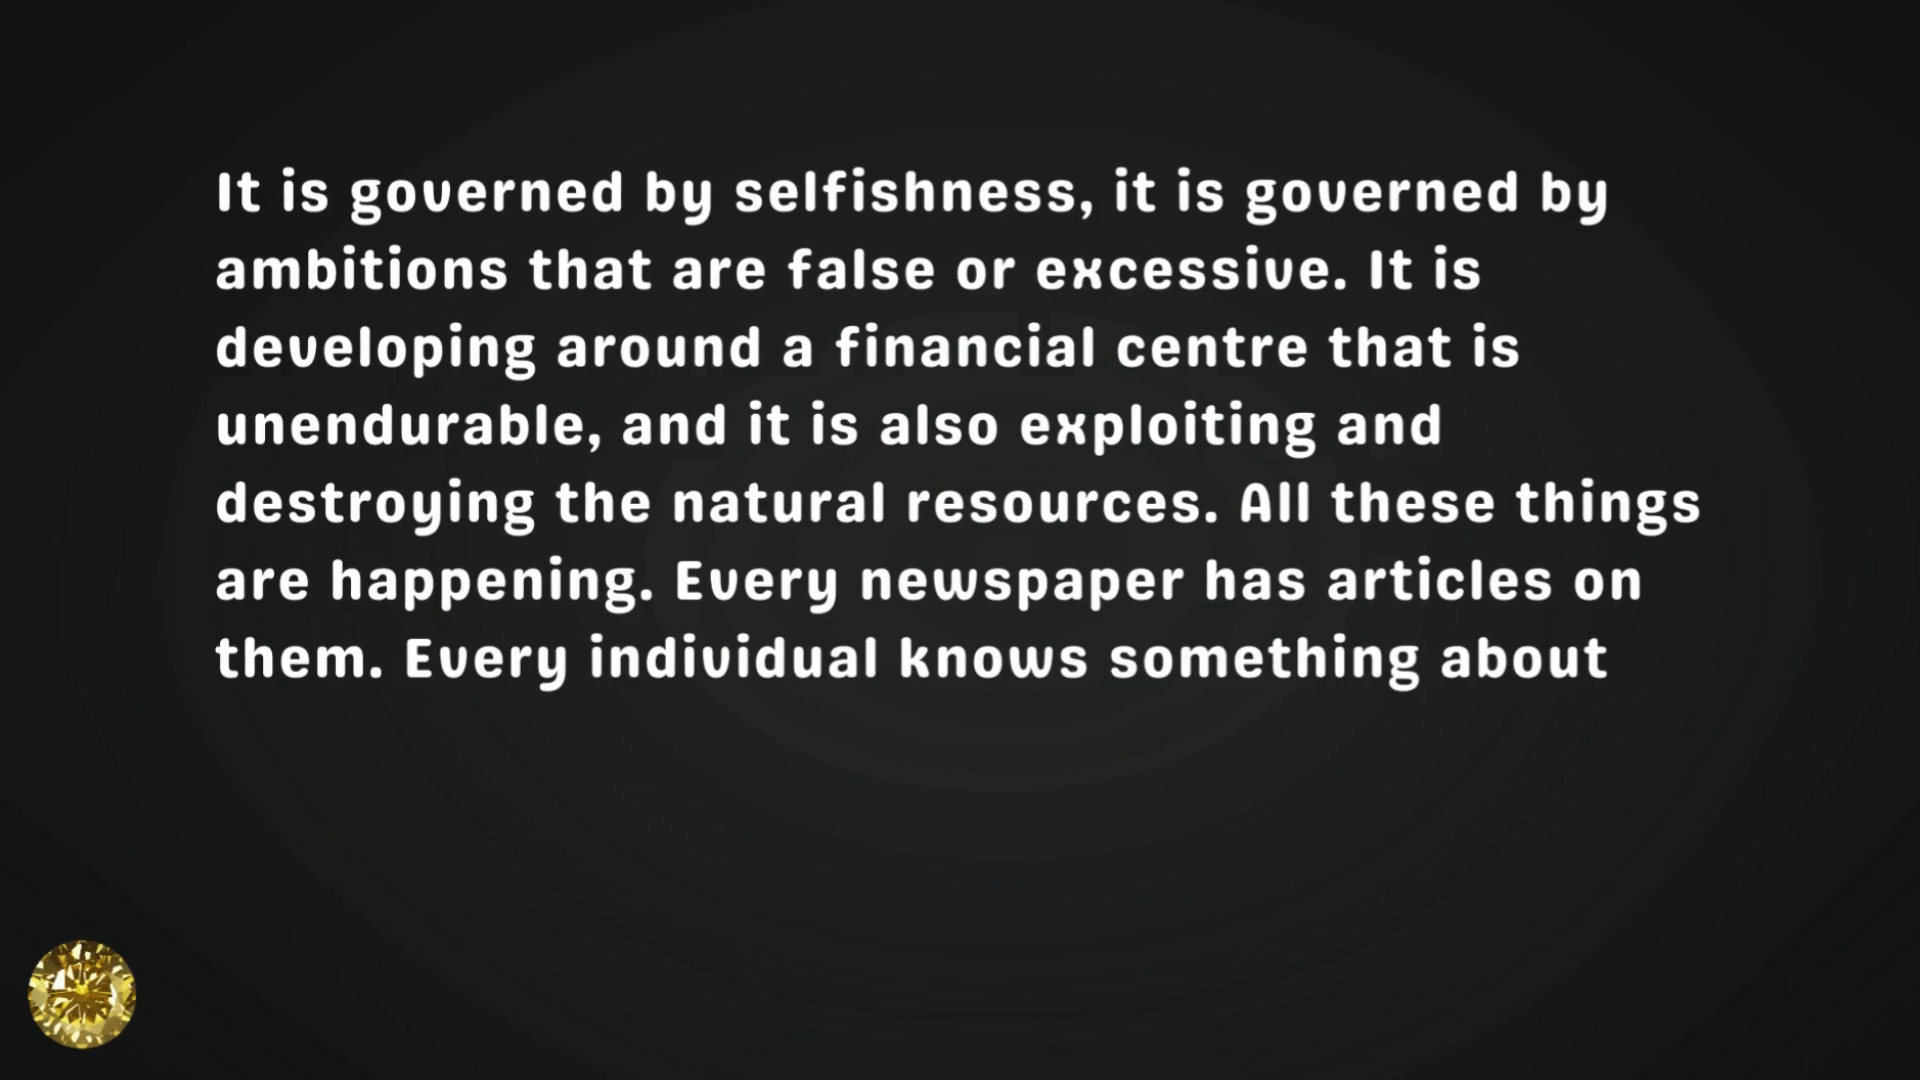 It is governed by selfishness, it is governed by
ambitions that are false or excessive. It is
developing around a financial centre that is
unendurable, and it is also exploiting and
destroying the natural resources. All these things
are happening. Every newspaper has articles on
them. Every individual knows something about